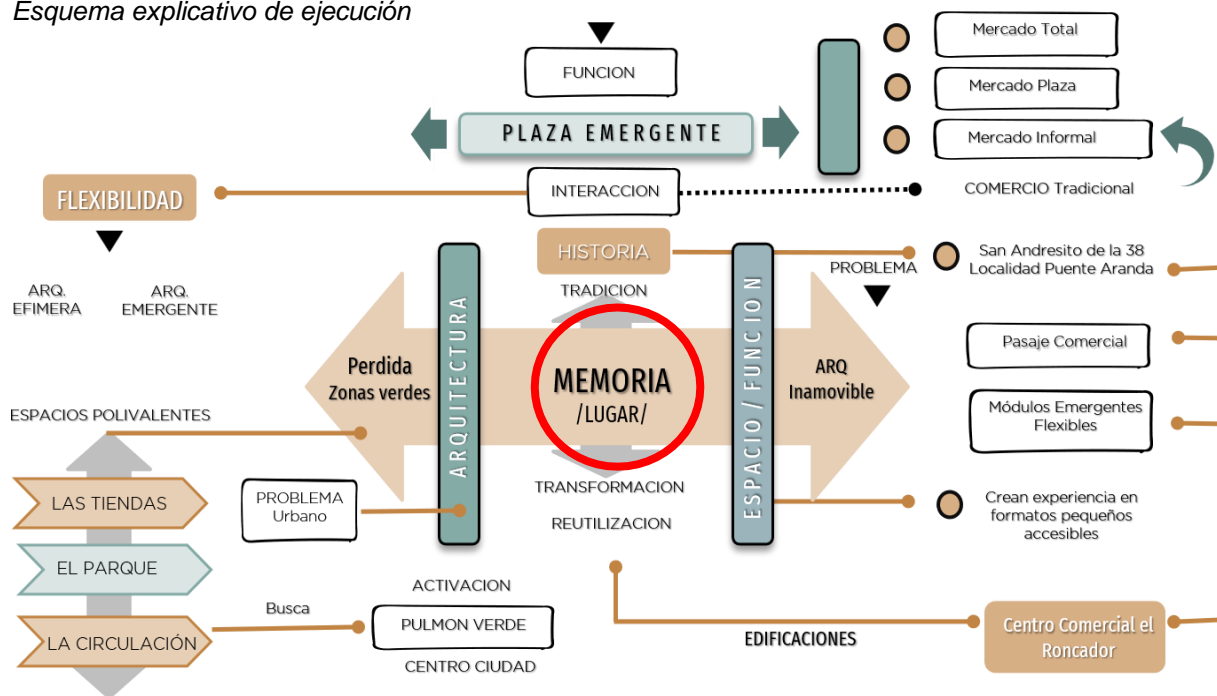 Esquema explicativo de ejecución
FUNCION
PLAZA EMERGENTE
Mercado Total
Mercado Plaza
Mercado Informal
INTERACCION
COMERCIO Tradicional
FLEXIBILIDAD
ARQ.
EFIMERA
ARQ.
EMERGENTE
HISTORIA
TRADICION
PROBLEMA
San Andresito de la 38
Localidad Puente Aranda
ARQUITECTURA
ESPACIO / FUNCION
Perdida
Zonas verdes
MEMORIA
/LUGAR/
ARQ
Inamovible
Pasaje Comercial
Módulos Emergentes
Flexibles
ESPACIOS POLIVALENTES
LAS TIENDAS
EL PARQUE
LA CIRCULACIÓN
PROBLEMA
Urbano
TRANSFORMACION
REUTILIZACION
Crean experiencia en
formatos pequeños
accesibles
Busca
ACTIVACION
PULMON VERDE
CENTRO CIUDAD
EDIFICACIONES
Centro Comercial el
Roncador